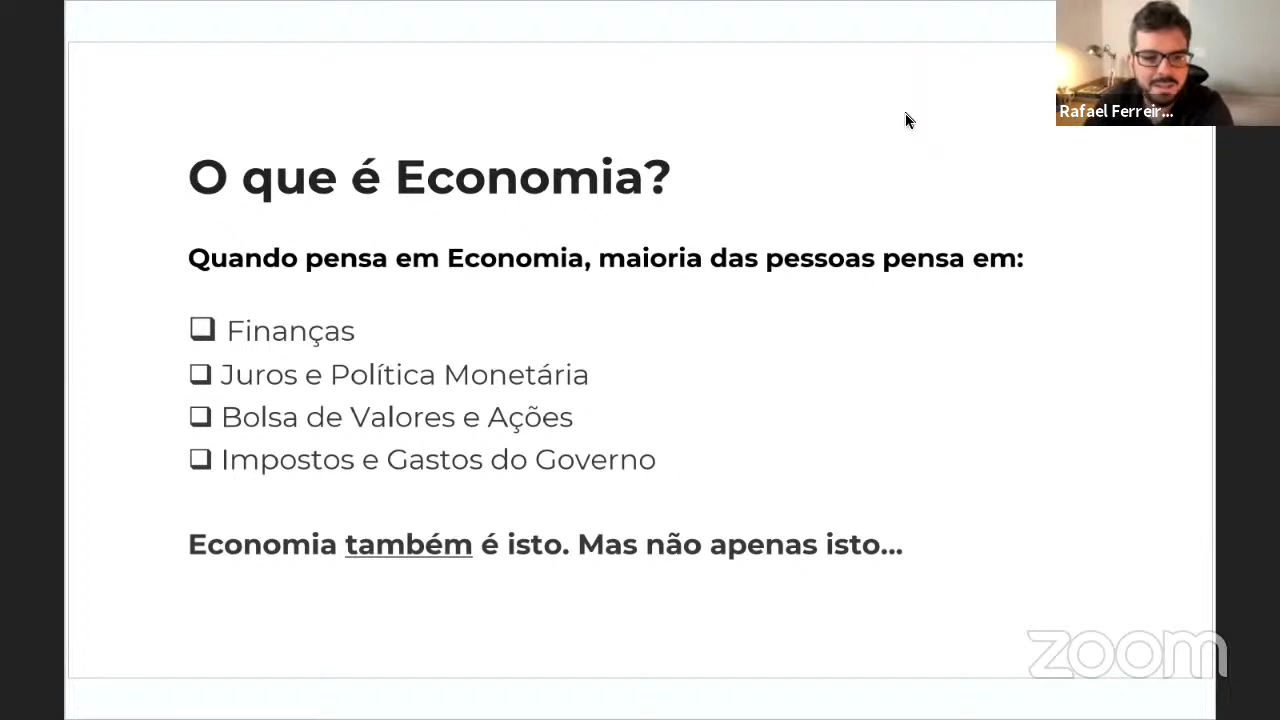 Rafael Ferreir...
O que é Economia?
Quando pensa em Economia, maioria das pessoas pensa em:
Finanças
Juros e Política Monetária
Bolsa de Valores e Ações
Impostos e Gastos do Governo
Economia também é isto. Mas não apenas isto...
zoom